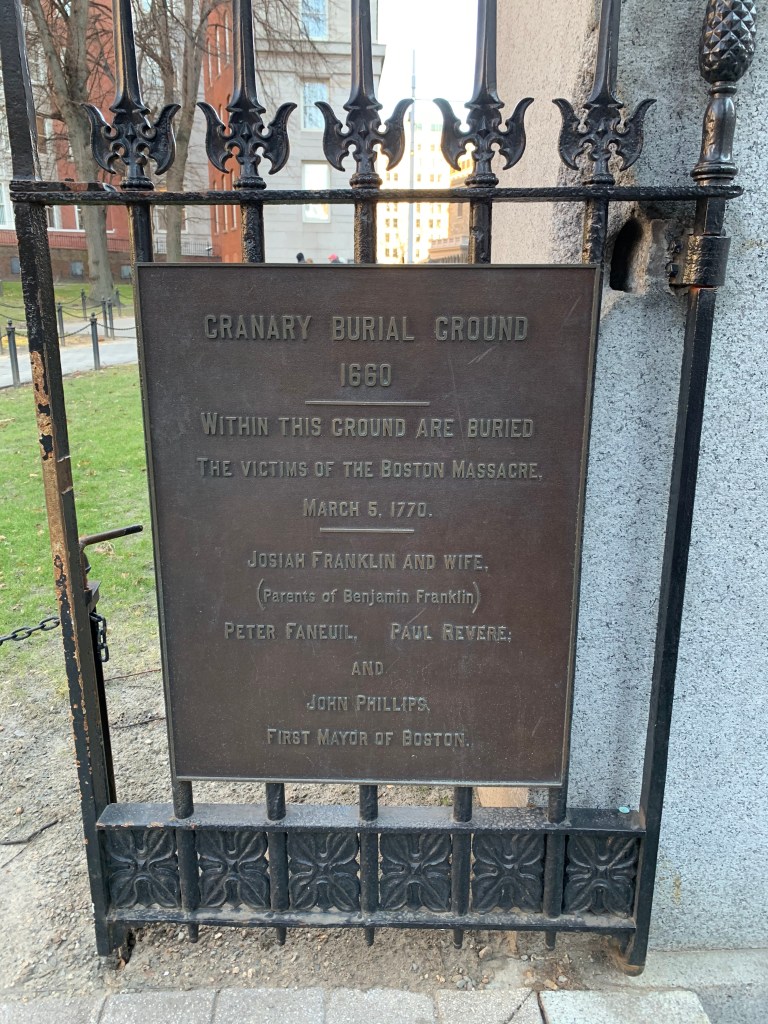 GRANARY BURIAL GROUND
1660
WITHIN THIS GROUND ARE BURIED
THE VICTIMS OF THE BOSTON MASSACRE,
MARCH 5, 1770.
JOSIAH FRANKLIN AND WIFE,
(Parents of Benjamin Franklin)
PETER FANEUIL, PAUL REVERE;
AND
JOHN PHILLIPS,
FIRST MAYOR OF BOSTON.